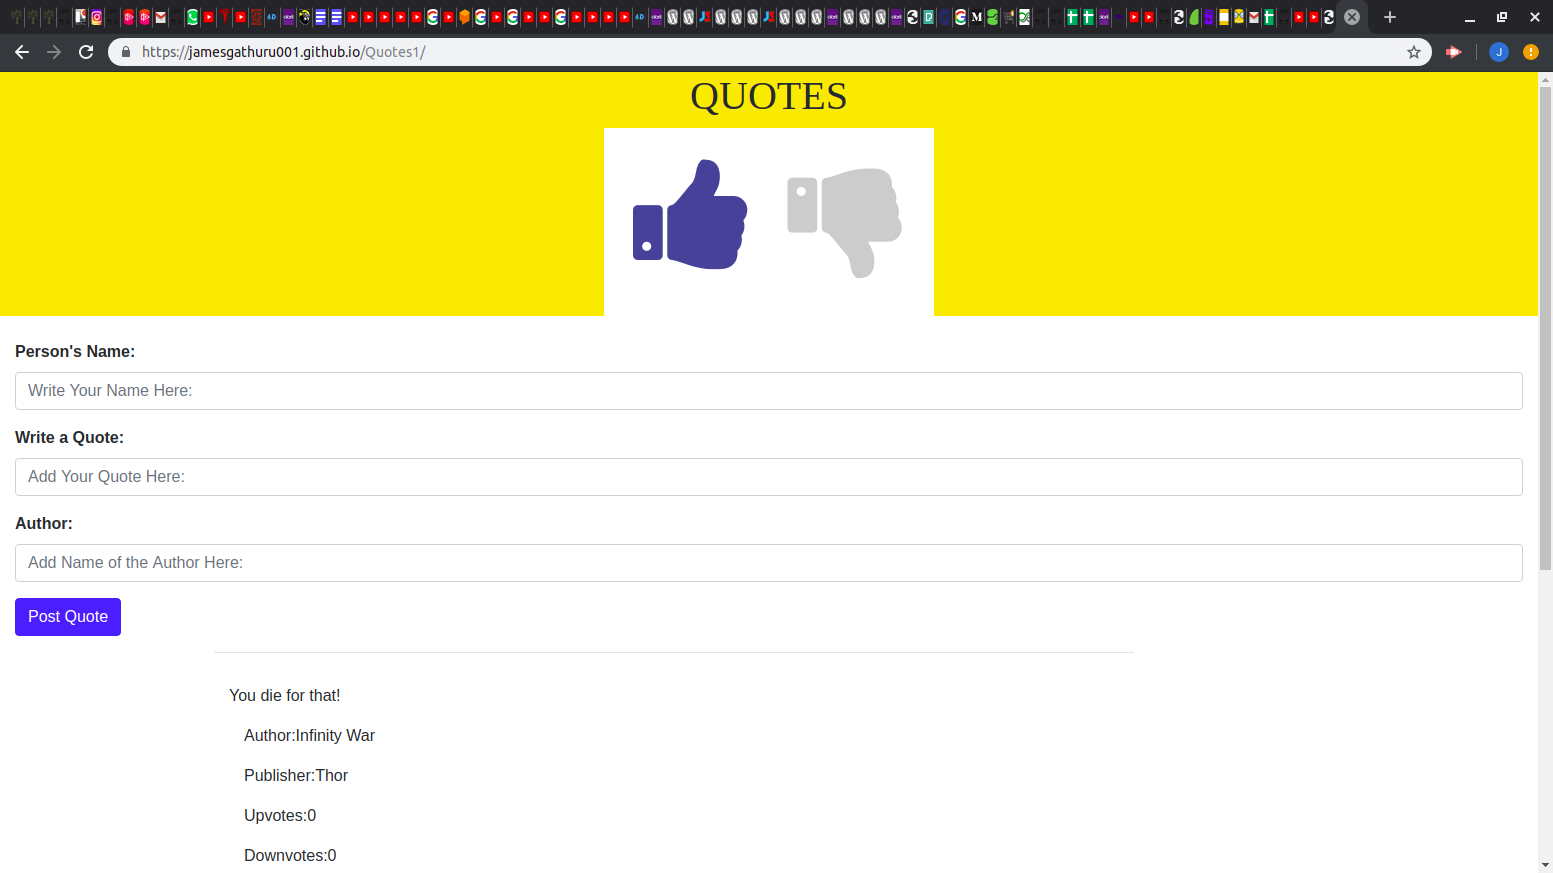 https://jamesgathuru001.github.io/Quotes1/
J
QUOTES
Person's Name:
Write Your Name Here:
Write a Quote:
Add Your Quote Here:
Author:
Add Name of the Author Here:
Post Quote
You die for that!
Author:Infinity War
Publisher:Thor
Upvotes:0
Downvotes:0